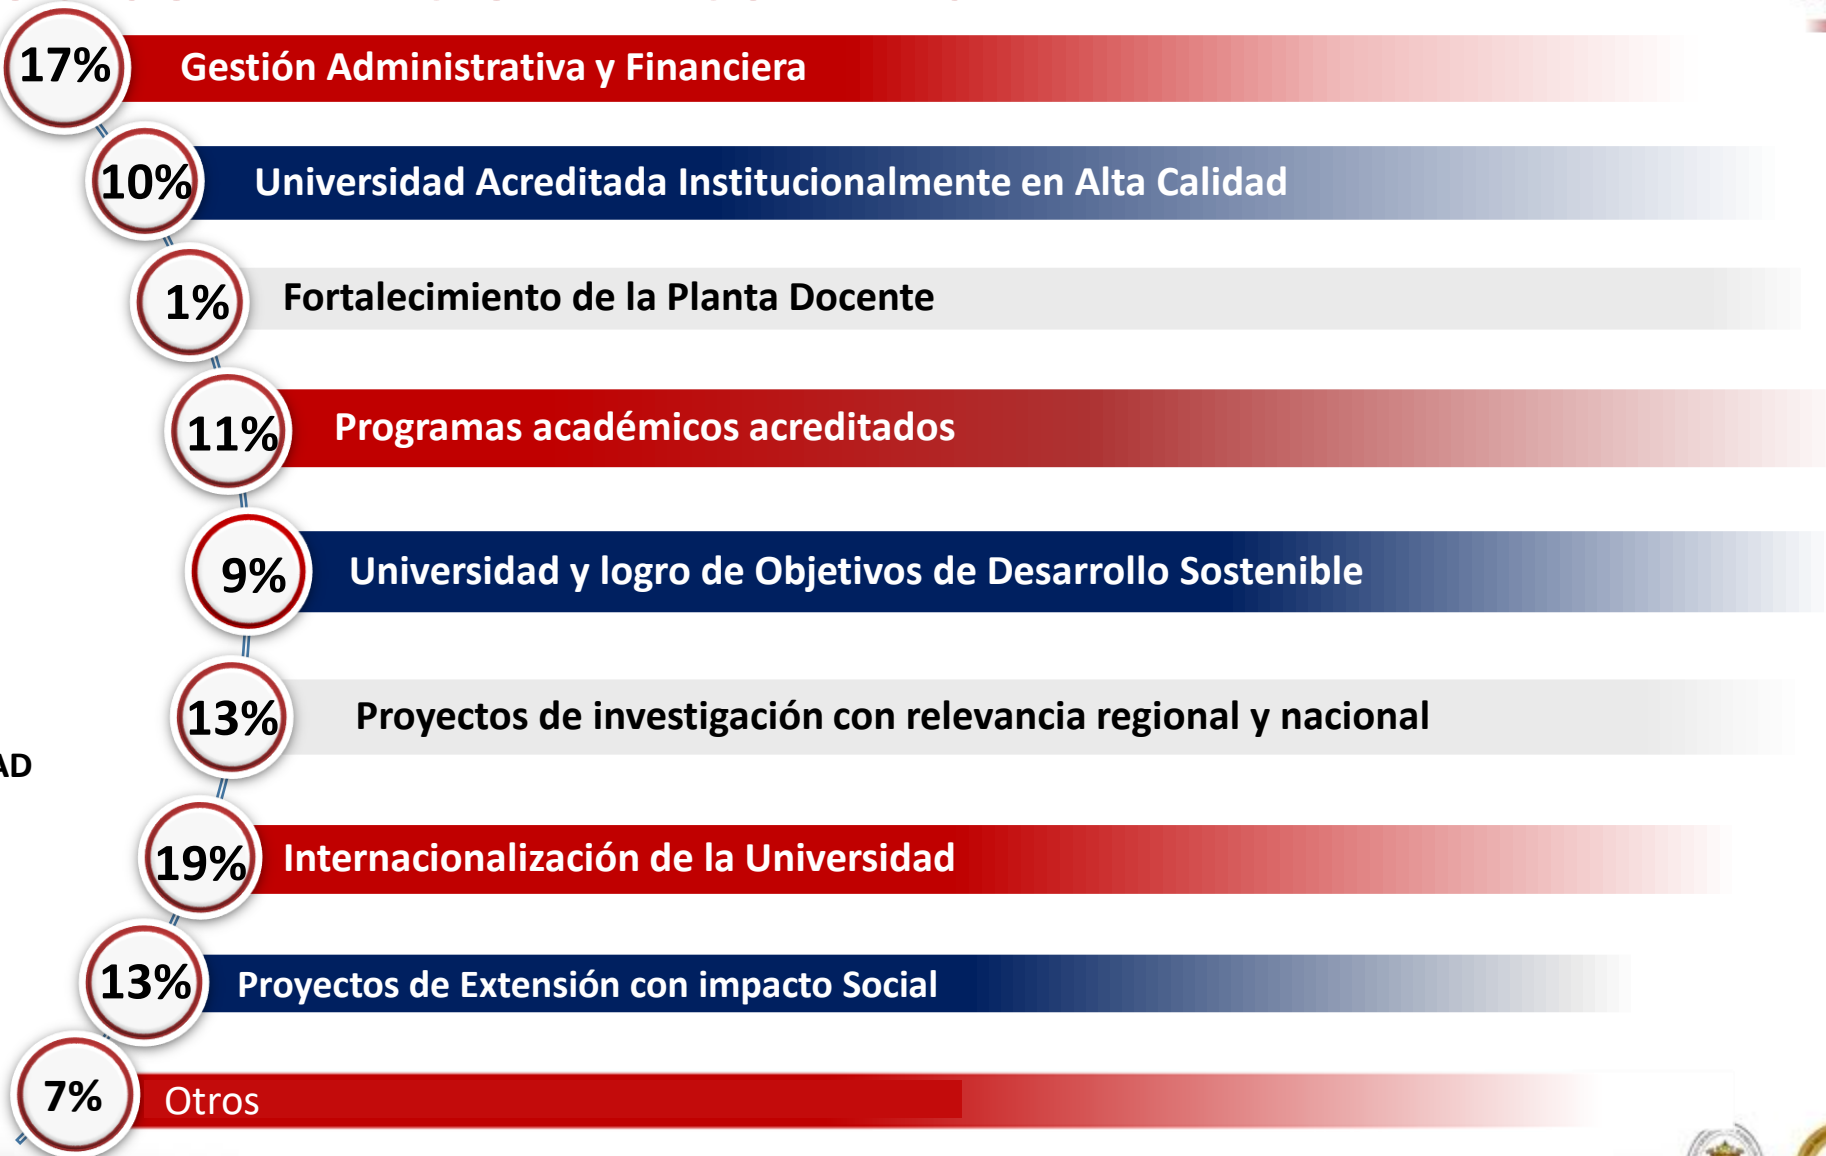 17% Gestión Administrativa y Financiera
10% Universidad Acreditada Institucionalmente en Alta Calidad
1% Fortalecimiento de la Planta Docente
11% Programas académicos acreditados
9% Universidad y logro de Objetivos de Desarrollo Sostenible
13% Proyectos de investigación con relevancia regional y nacional
AD
19% Internacionalización de la Universidad
13% Proyectos de Extensión con impacto Social
7% Otros